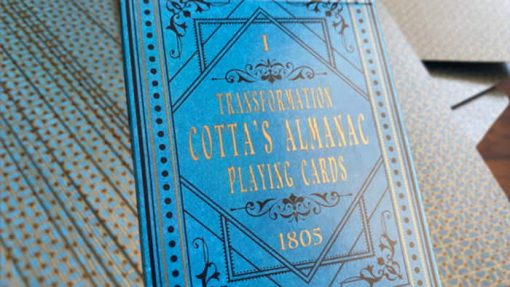 I
TRANSFORMATION
COTTA'S ALMANAC
PLAYING CARDS
1805